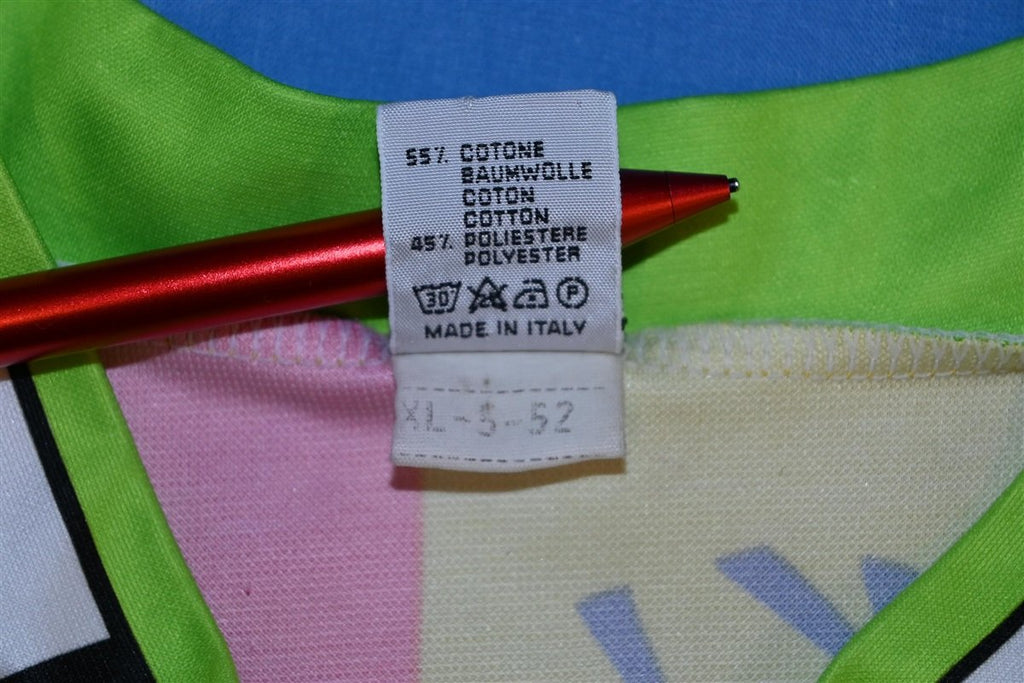 55% COTONE
BAUMWOLLE
COTON
COTTON
45% POLIESTERE
POLYESTER
30 P
MADE IN ITALY
XL-5-52